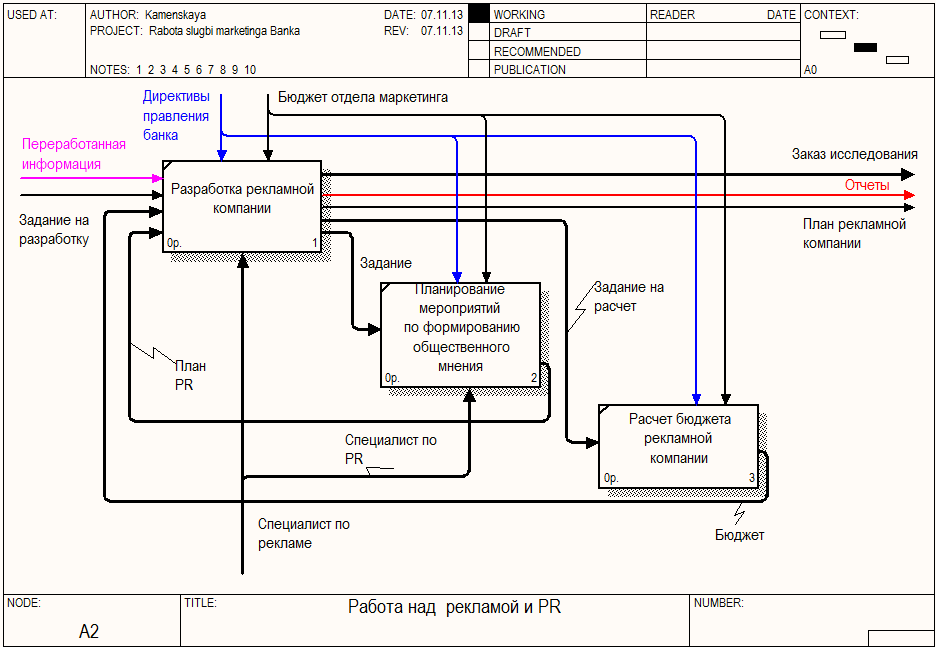 USED AT:
AUTHOR: Kamenskaya
DATE: 07.11.13
PROJECT: Rabota slugbi marketinga Banka
REV: 07.11.13
NOTES: 1 2 3 4 5 6 7 8 9 10
WORKING
DRAFT
RECOMMENDED
PUBLICATION
READER
DATE
CONTEXT:
A0
Директивы
правления
банка
Бюджет отдела маркетинга
Переработанная
информация
Задание на
разработку
Разработка рекламной
компании
0р.
1
Заказ исследования
Отчеты
План рекламной
компании
Задание
Планирование
мероприятий
по формированию
общественного
мнения
0р.
2
Задание на
расчет
План
PR
Расчет бюджета
рекламной
компании
0р.
3
Специалист по
PR
Специалист по
рекламе
Бюджет
NODE:
A2
TITLE:
Работа над рекламой и PR
NUMBER: